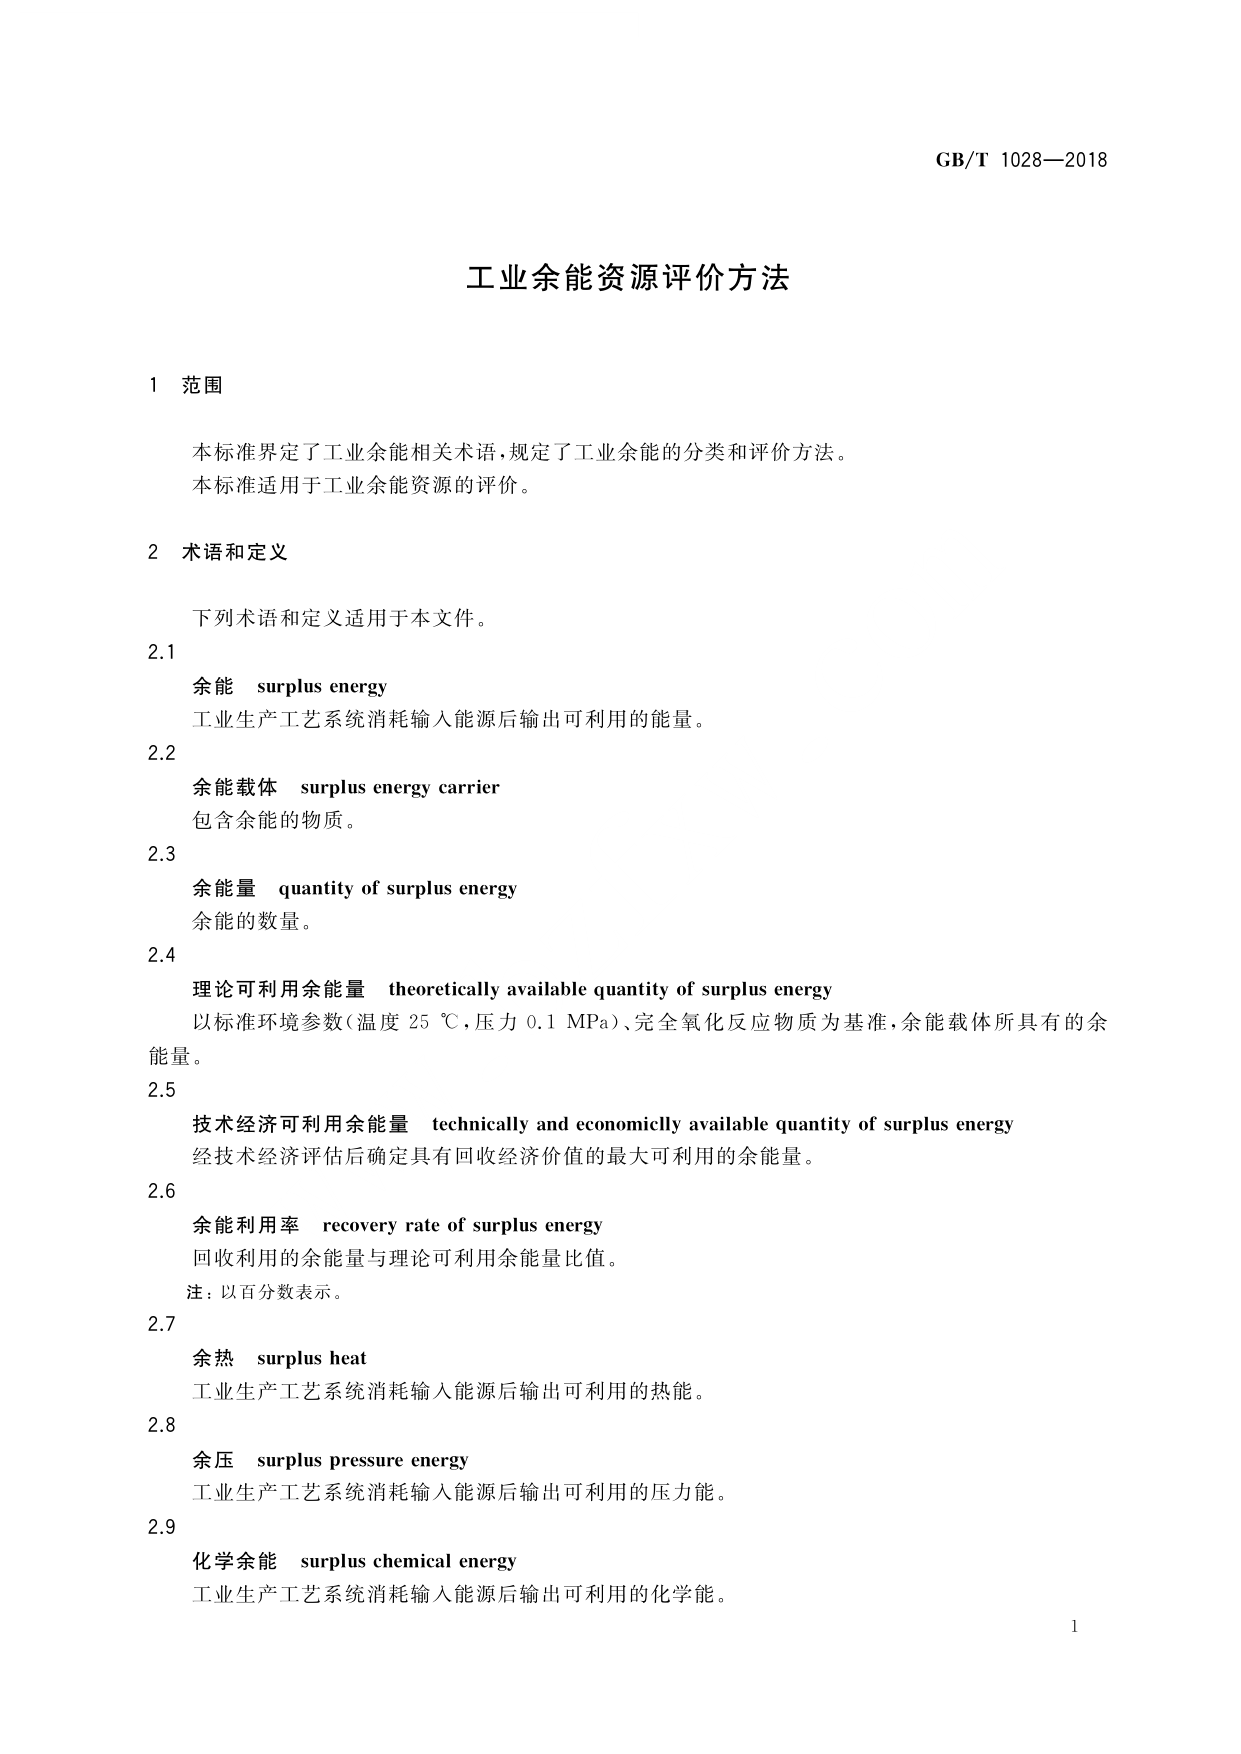 GB/T 1028—2018
工业余能资源评价方法
1 范围
本标准界定了工业余能相关术语,规定了工业余能的分类和评价方法。
本标准适用于工业余能资源的评价。
2 术语和定义
下列术语和定义适用于本文件。
2.1
余能 surplus energy
工业生产工艺系统消耗输入能源后输出可利用的能量。
2.2
余能载体 surplus energy carrier
包含余能的物质。
2.3
余能量 quantity of surplus energy
余能的数量。
2.4
理论可利用余能量 theoretically available quantity of surplus energy
以标准环境参数(温度 25 ℃,压力 0.1 MPa)、完全氧化反应物质为基准,余能载体所具有的余
能量。
2.5
技术经济可利用余能量 technically and economiclly available quantity of surplus energy
经技术经济评估后确定具有回收经济价值的最大可利用的余能量。
2.6
余能利用率 recovery rate of surplus energy
回收利用的余能量与理论可利用余能量比值。
注: 以百分数表示。
2.7
余热 surplus heat
工业生产工艺系统消耗输入能源后输出可利用的热能。
2.8
余压 surplus pressure energy
工业生产工艺系统消耗输入能源后输出可利用的压力能。
2.9
化学余能 surplus chemical energy
工业生产工艺系统消耗输入能源后输出可利用的化学能。
1